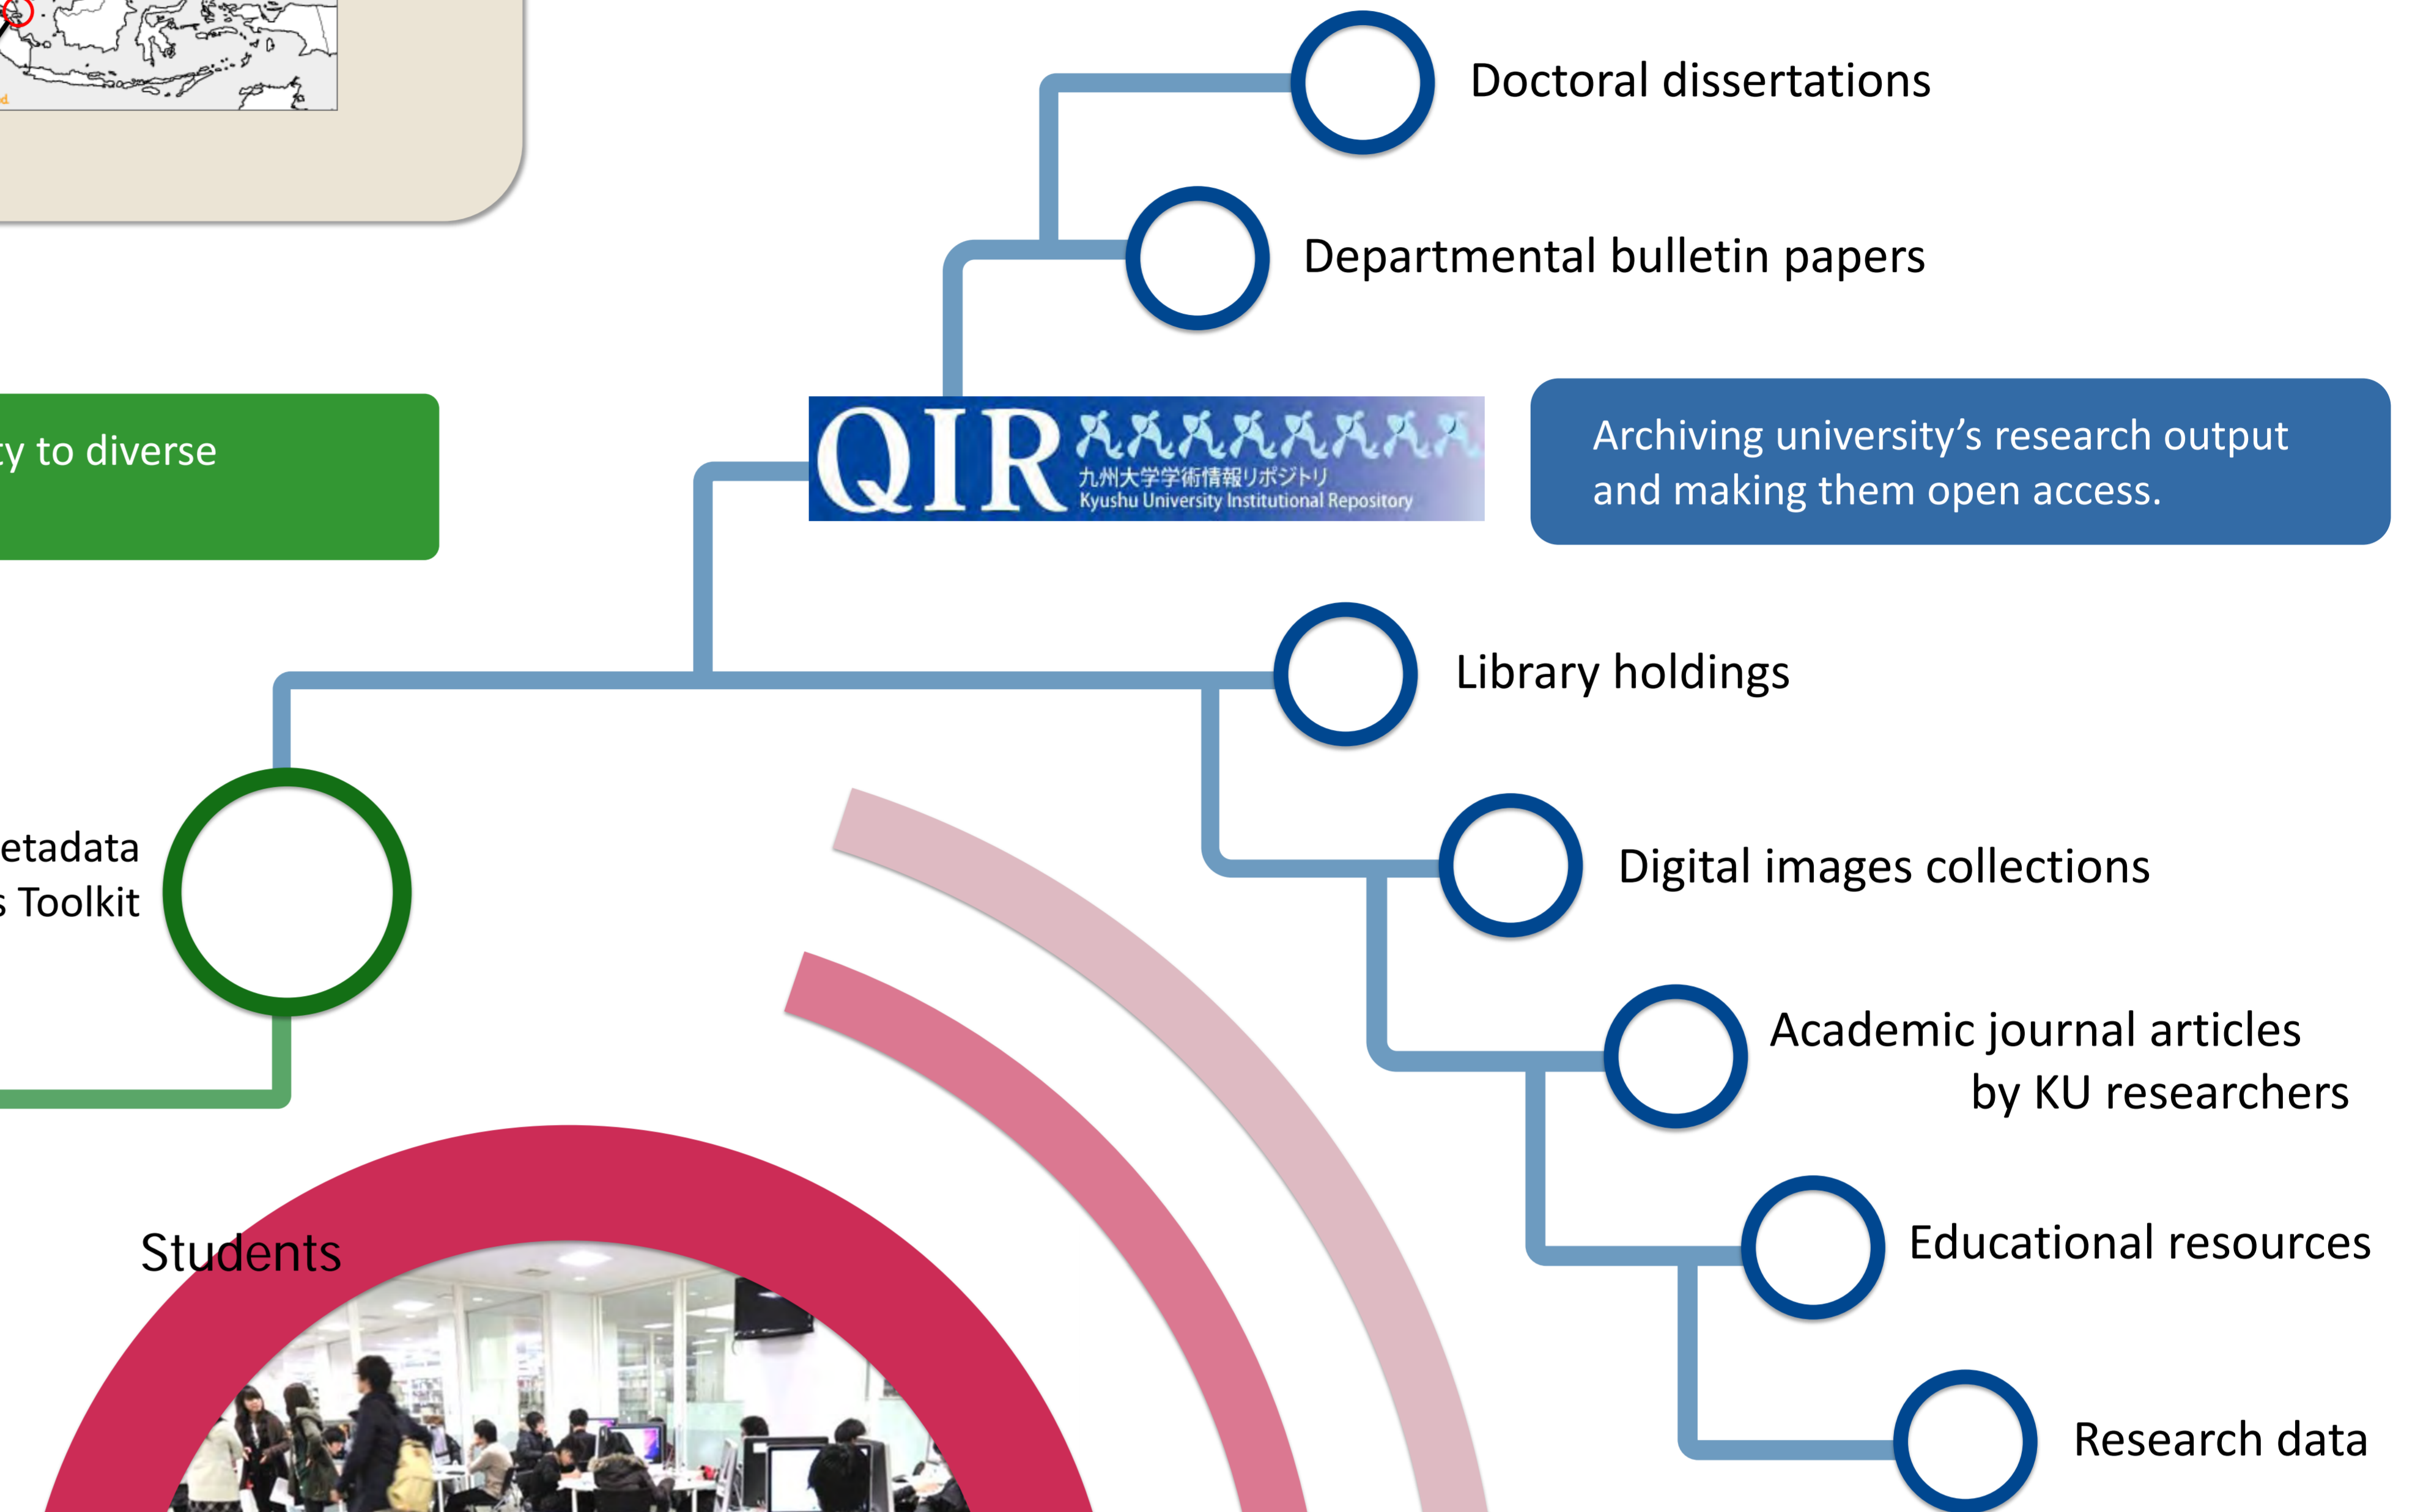 Doctoral dissertations
Departmental bulletin papers
to diverse
QIR
九州大学学術情報リポジトリ
Kyushu University Institutional Repository
Archiving university’s research output
and making them open access.
Library holdings
Toolkit
Digital images collections
Academic journal articles
by KU researchers
Educational resources
Students
Research data